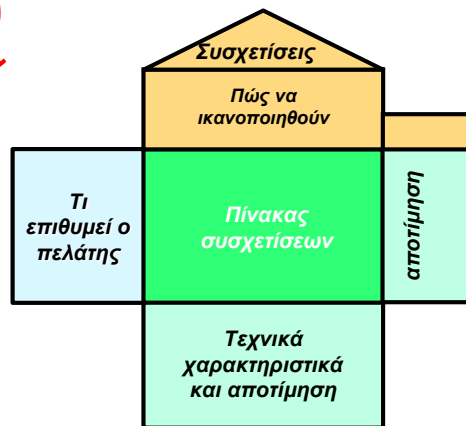 Συσχετίσεις
Πώς να
ικανοποιηθούν
Τι
επιθυμεί ο
πελάτης
Πίνακας
συσχετίσεων
αποτίμηση
Τεχνικά
χαρακτηριστικά
και αποτίμηση